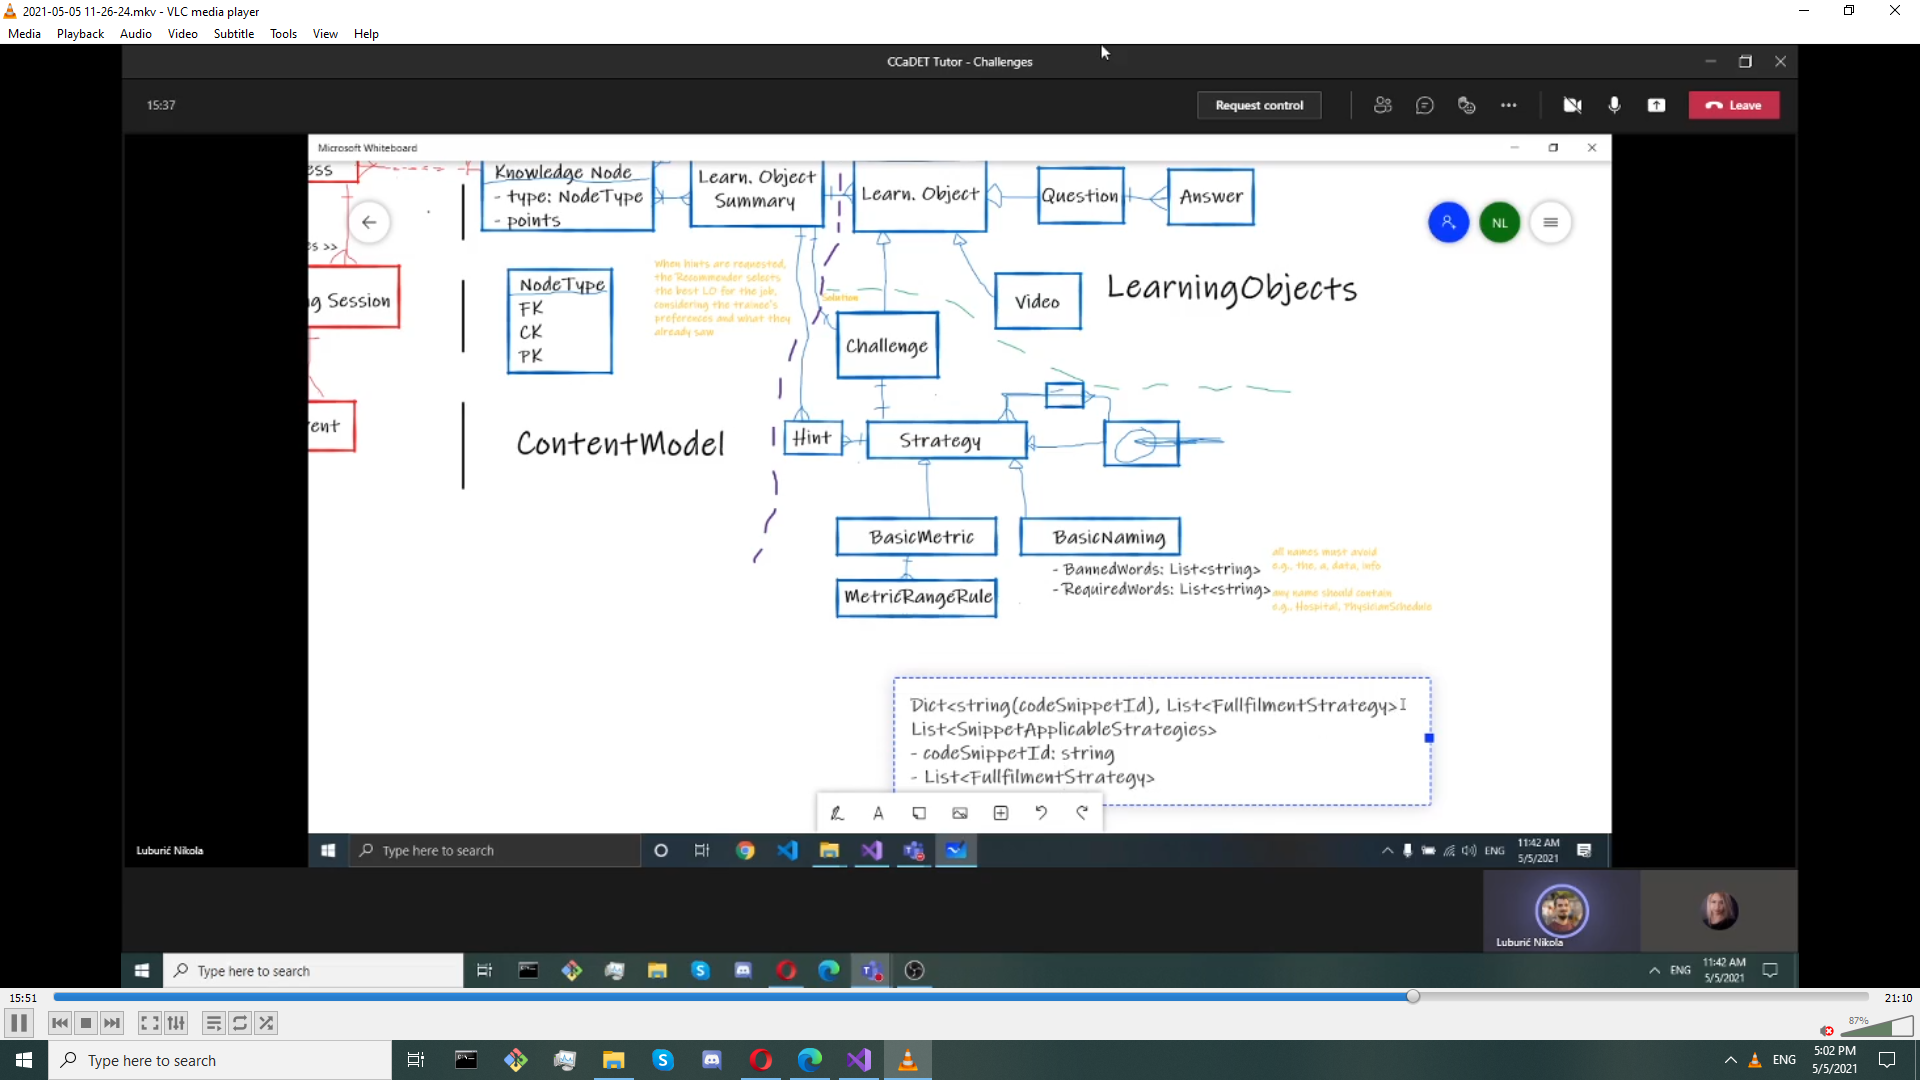 2021-05-05 11-26-24.mkv - VLC media player
Media Playback Audio Video Subtitle Tools View Help
CCaDET Tutor - Challenges
15:37
Request control
Leave
Microsoft Whiteboard
ess
Knowledge Node
- type: NodeType
- points
Learn. Object
Summary
Learn. Object
Question
Answer
NL
es >>
ng Session
ent
NodeType
FK
CK
PK
When hints are requested,
the Recommender selects
the best LO for the job,
considering the trainee's
preferences and what they
already saw
Solution
Video
LearningObjects
Challenge
ContentModel
Hint
Strategy
BasicMetric
BasicNaming
MetricRangeRule
- BannedWords: List<string>
- RequiredWords: List<string>
all names must avoid
e.g., the, a, data, info
any name should contain
e.g., Hospital, PhysicianSchedule
Dict<string(codeSnippetId), List<FullfilmentStrategy>
List<SnippetApplicableStrategies>
- codeSnippetId: string
- List<FullfilmentStrategy>
A
Luburić Nikola
Type here to search
ENG
11:42 AM
5/5/2021
Luburić Nikola
Type here to search
ENG
11:42 AM
5/5/2021
15:51
21:10
87%
Type here to search
ENG
5:02 PM
5/5/2021